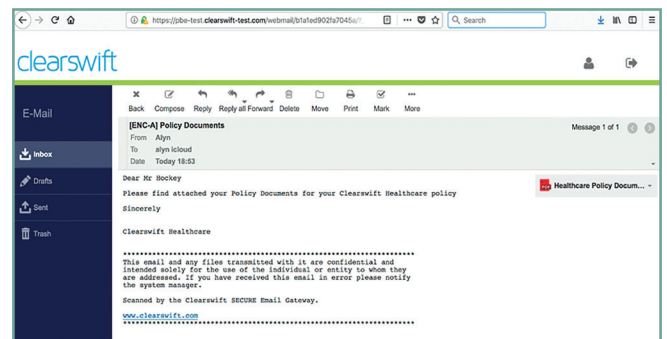 https://pbe-test.clearswift-test.com/webmail/
Search
clearswift
E-Mail
Inbox
Drafts
Sent
Trash
Back Compose Reply Reply all Forward Delete Move Print Mark More
[ENC-A] Policy Documents
Message 1 of 1
From Alyn
To alyn icloud
Date Today 18:53
Dear Mr Hockey
Please find attached your Policy Documents for your Clearswift Healthcare policy
Sincerely
Clearswift Healthcare
Healthcare Policy Docum...
**********************************************************************
This email and any files transmitted with it are confidential and
intended solely for the use of the individual or entity to whom they
are addressed. If you have received this email in error please notify
the system manager.
Scanned by the Clearswift SECURE Email Gateway.
www.clearswift.com
**********************************************************************